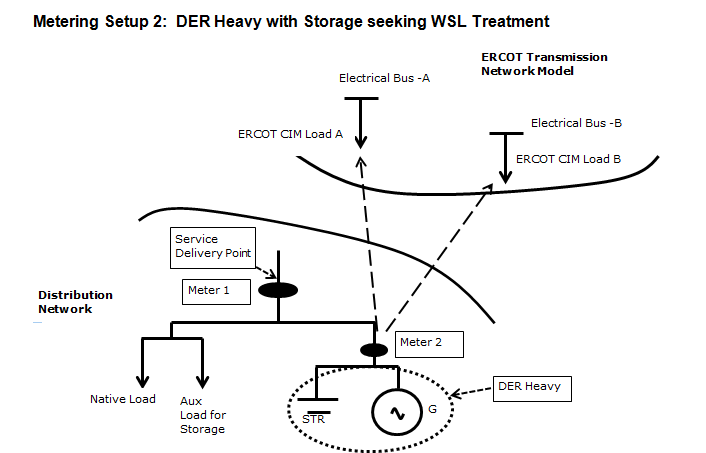 Metering Setup 2:  DER Heavy with Storage seeking WSL Treatment
ERCOT Transmission
Network Model
Electrical Bus -A
Electrical Bus -B
ERCOT CIM Load A
ERCOT CIM Load B
Service
Delivery Point
Meter 1
Distribution
Network
Meter 2
DER Heavy
Native Load
Aux
Load for
Storage
STR
G